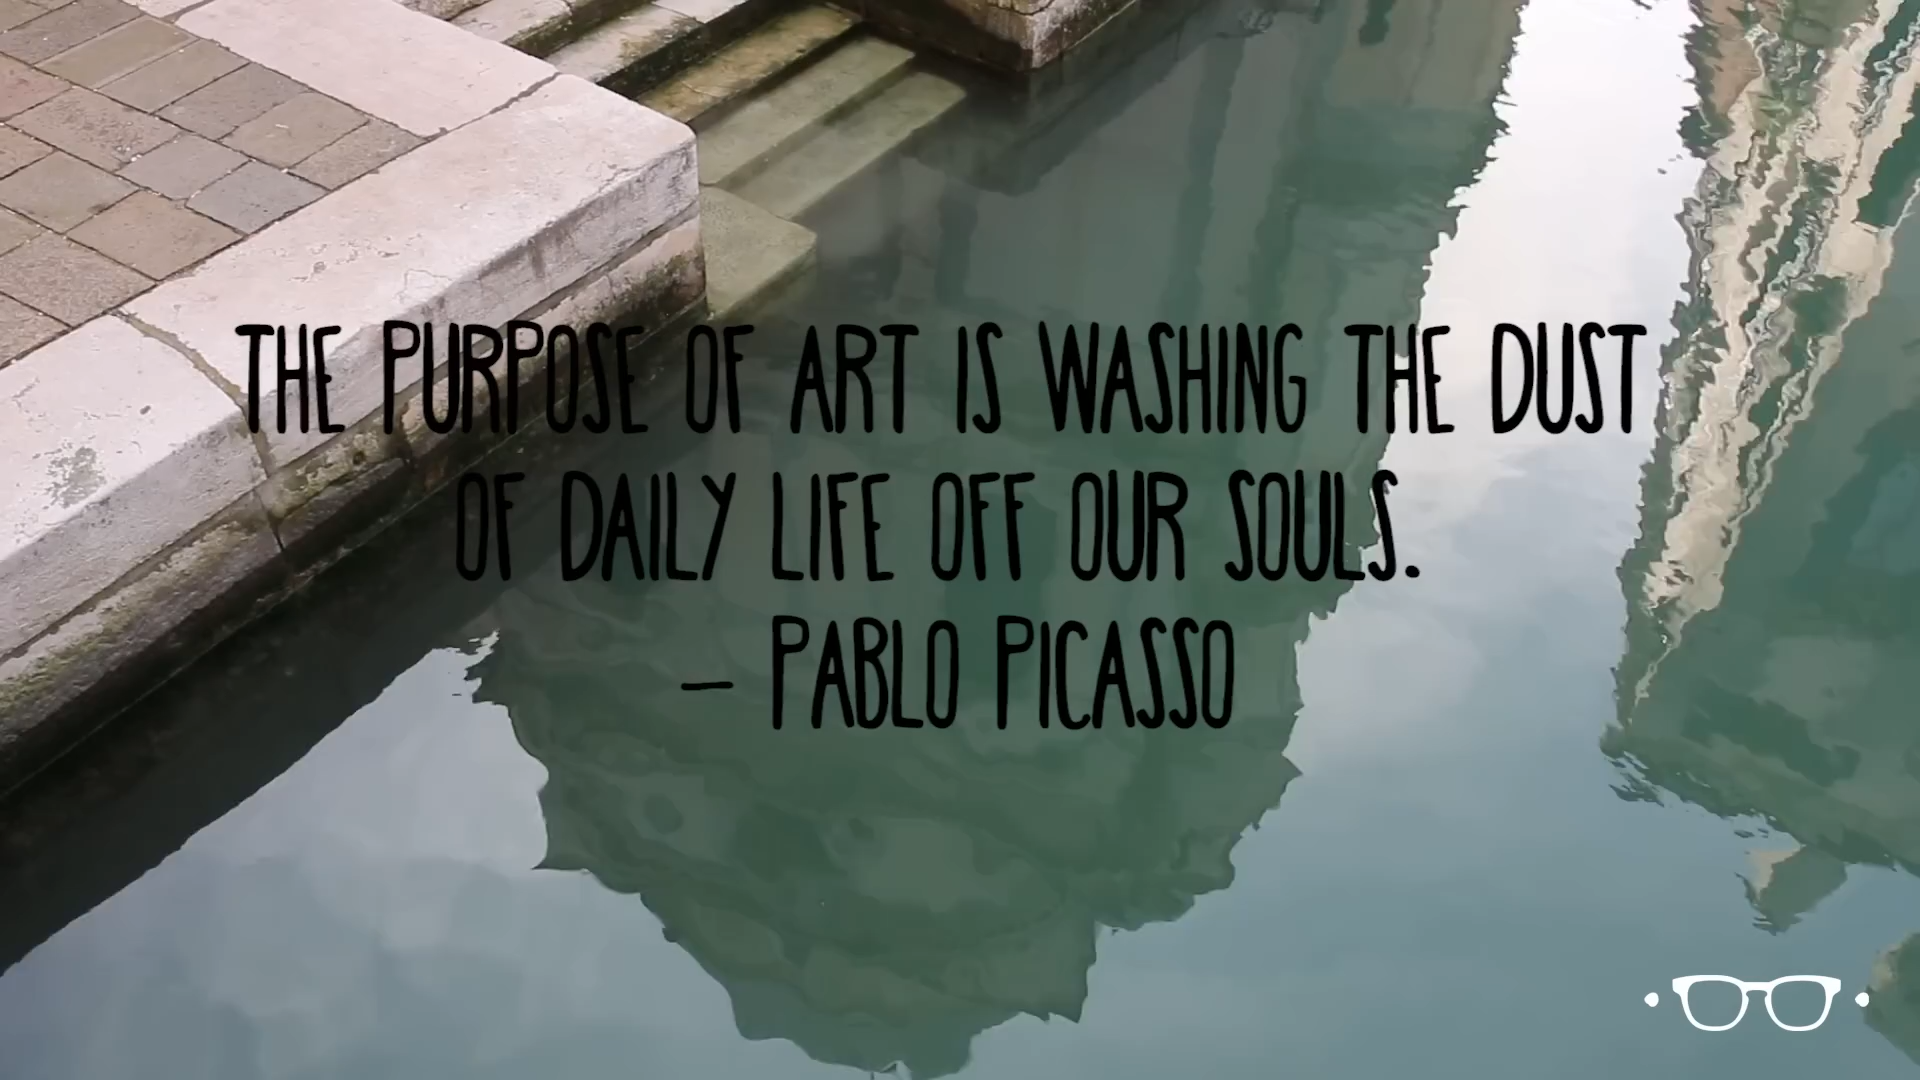 THE PURPOSE OF ART IS WASHING THE DUST
OF DAILY LIFE OFF OUR SOULS.
– PABLO PICASSO